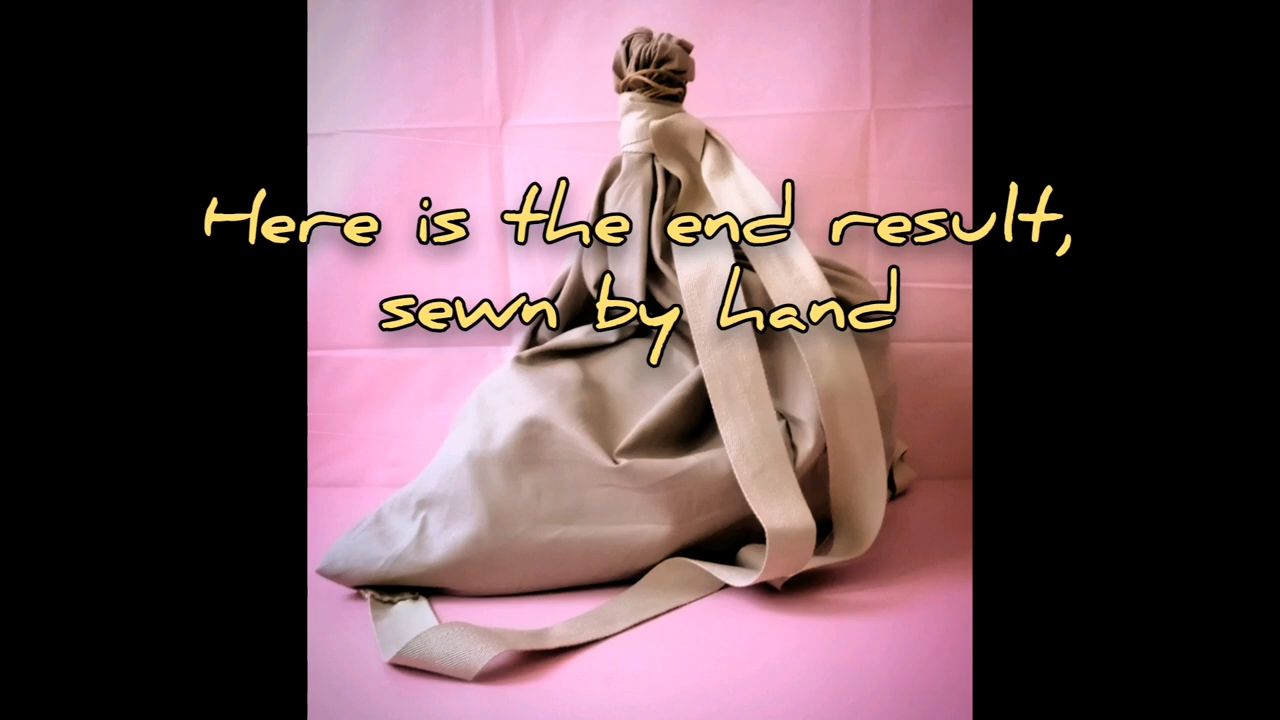 Here is the end result,
sewn by hand